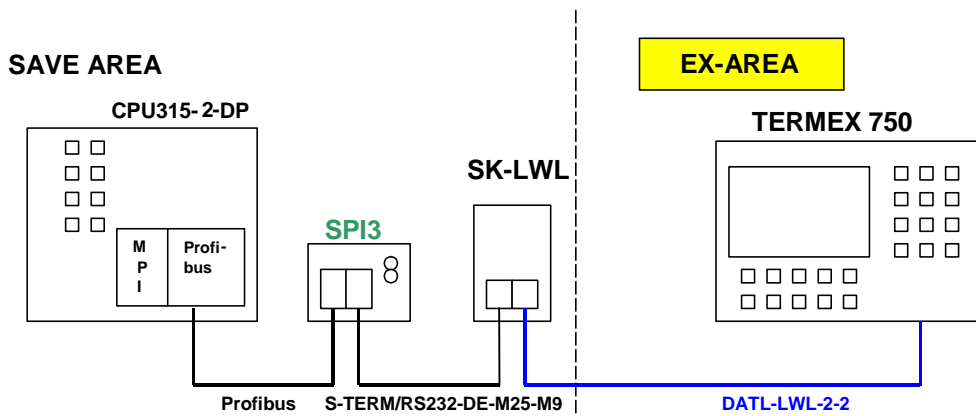 SAVE AREA
EX-AREA
CPU315-2-DP
TERMEX 750
SK-LWL
SPI3
M
P
I
Profi-
bus
Profibus
S-TERM/RS232-DE-M25-M9
DATL-LWL-2-2